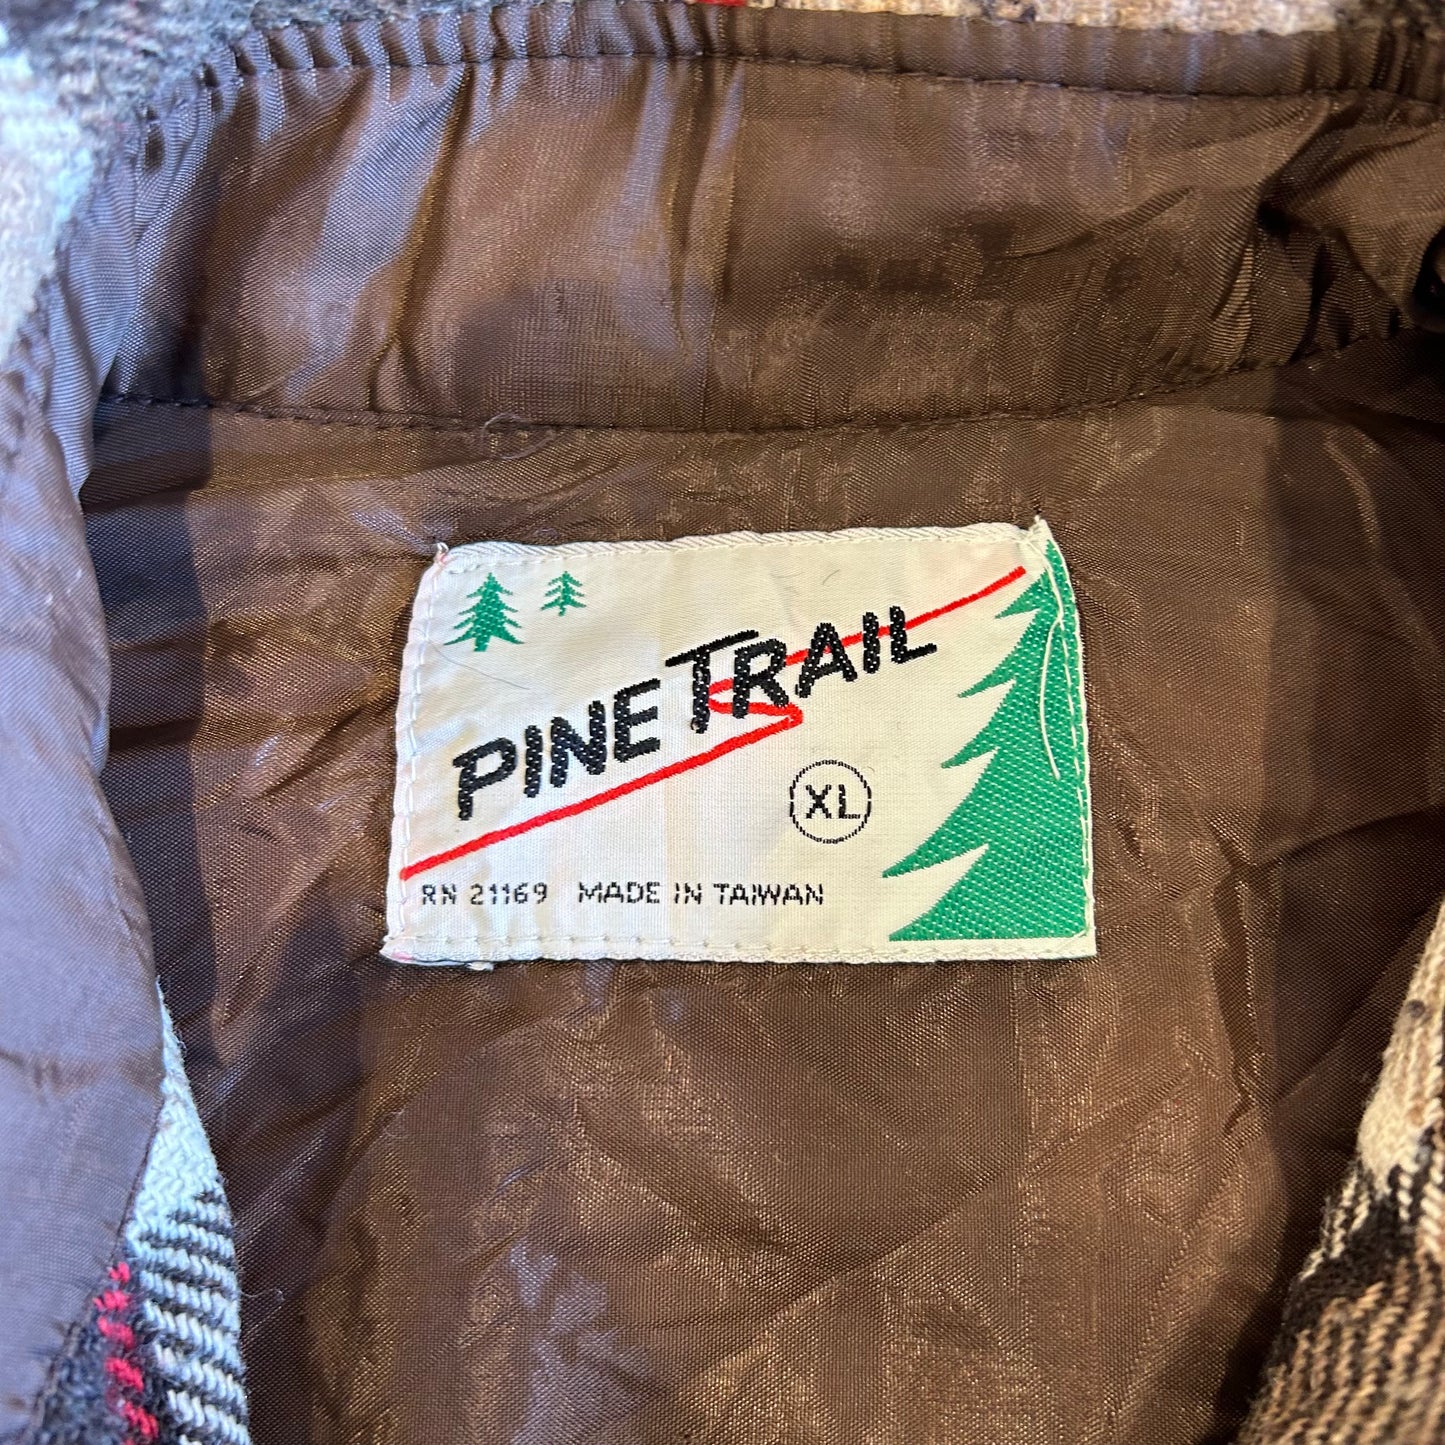 PINE TRAIL
XL
RN 21169 MADE IN TAIWAN